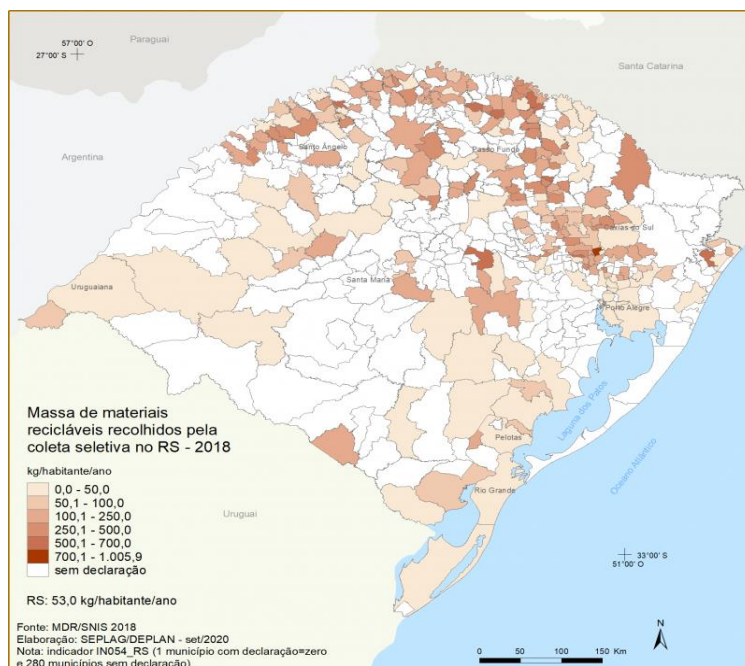 57°00' O
27°00' S
Paraguai
Santa Catarina
Argentina
Santo Ângelo
Passo Fundo
Caxias do Sul
Uruguaiana
Santa Maria
Porto Alegre
Laguna dos Patos
Pelotas
Oceano Atlântico
Rio Grande
Uruguai
Massa de materiais
recicláveis recolhidos pela
coleta seletiva no RS - 2018
kg/habitante/ano
0,0 - 50,0
50,1 - 100,0
100,1 - 250,0
250,1 - 500,0
500,1 - 700,0
700,1 - 1.005,9
sem declaração
RS: 53,0 kg/habitante/ano
33°00' S
51°00' O
Fonte: MDR/SNIS 2018
Elaboração: SEPLAG/DEPLAN - set/2020
Nota: indicador IN054_RS (1 município com declaração=zero
e 280 municípios sem declaração)
N
0 50 100 150 Km